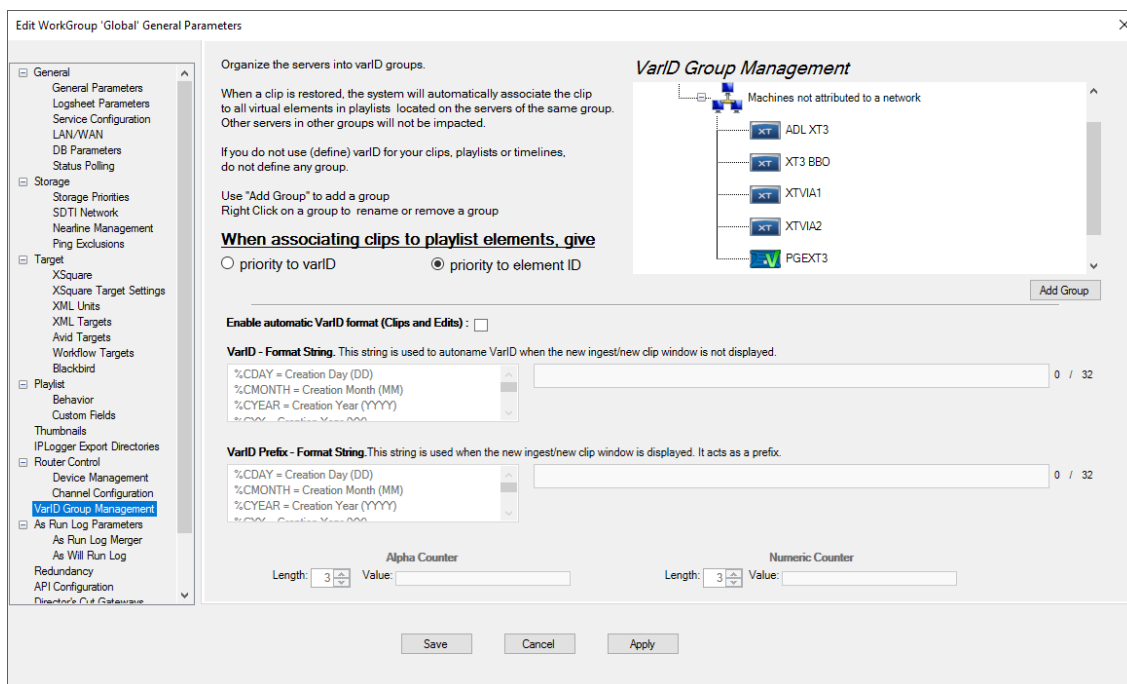 Edit WorkGroup 'Global' General Parameters
General
General Parameters
Logsheet Parameters
Service Configuration
LAN/WAN
DB Parameters
Status Polling
Storage
Storage Priorities
SDTI Network
Nearline Management
Ping Exclusions
Target
XSquare
XSquare Target Settings
XML Units
XML Targets
Avid Targets
Workflow Targets
Blackbird
Playlist
Behavior
Custom Fields
Thumbnails
IPLogger Export Directories
Router Control
Device Management
Channel Configuration
VarID Group Management
As Run Log Parameters
As Run Log Merger
As Will Run Log
Redundancy
API Configuration
Director's Cut Gateways
Organize the servers into varID groups.
When a clip is restored, the system will automatically associate the clip
to all virtual elements in playlists located on the servers of the same group.
Other servers in other groups will not be impacted.
If you do not use (define) varID for your clips, playlists or timelines,
do not define any group.
Use "Add Group" to add a group
Right Click on a group to rename or remove a group
When associating clips to playlist elements, give
priority to varID
priority to element ID
VarID Group Management
Machines not attributed to a network
XT ADL XT3
XT XT3 BBO
XT XTVIA1
XT XTVIA2
PGEXT3
Add Group
Enable automatic VarID format (Clips and Edits) :
VarID - Format String. This string is used to autoname VarID when the new ingest/new clip window is not displayed.
%CDAY = Creation Day (DD)
%CMONTH = Creation Month (MM)
%CYEAR = Creation Year (YYYY)
0 / 32
VarID Prefix - Format String.This string is used when the new ingest/new clip window is displayed. It acts as a prefix.
%CDAY = Creation Day (DD)
%CMONTH = Creation Month (MM)
%CYEAR = Creation Year (YYYY)
0 / 32
Alpha Counter
Length: 3 Value:
Numeric Counter
Length: 3 Value:
Save
Cancel
Apply